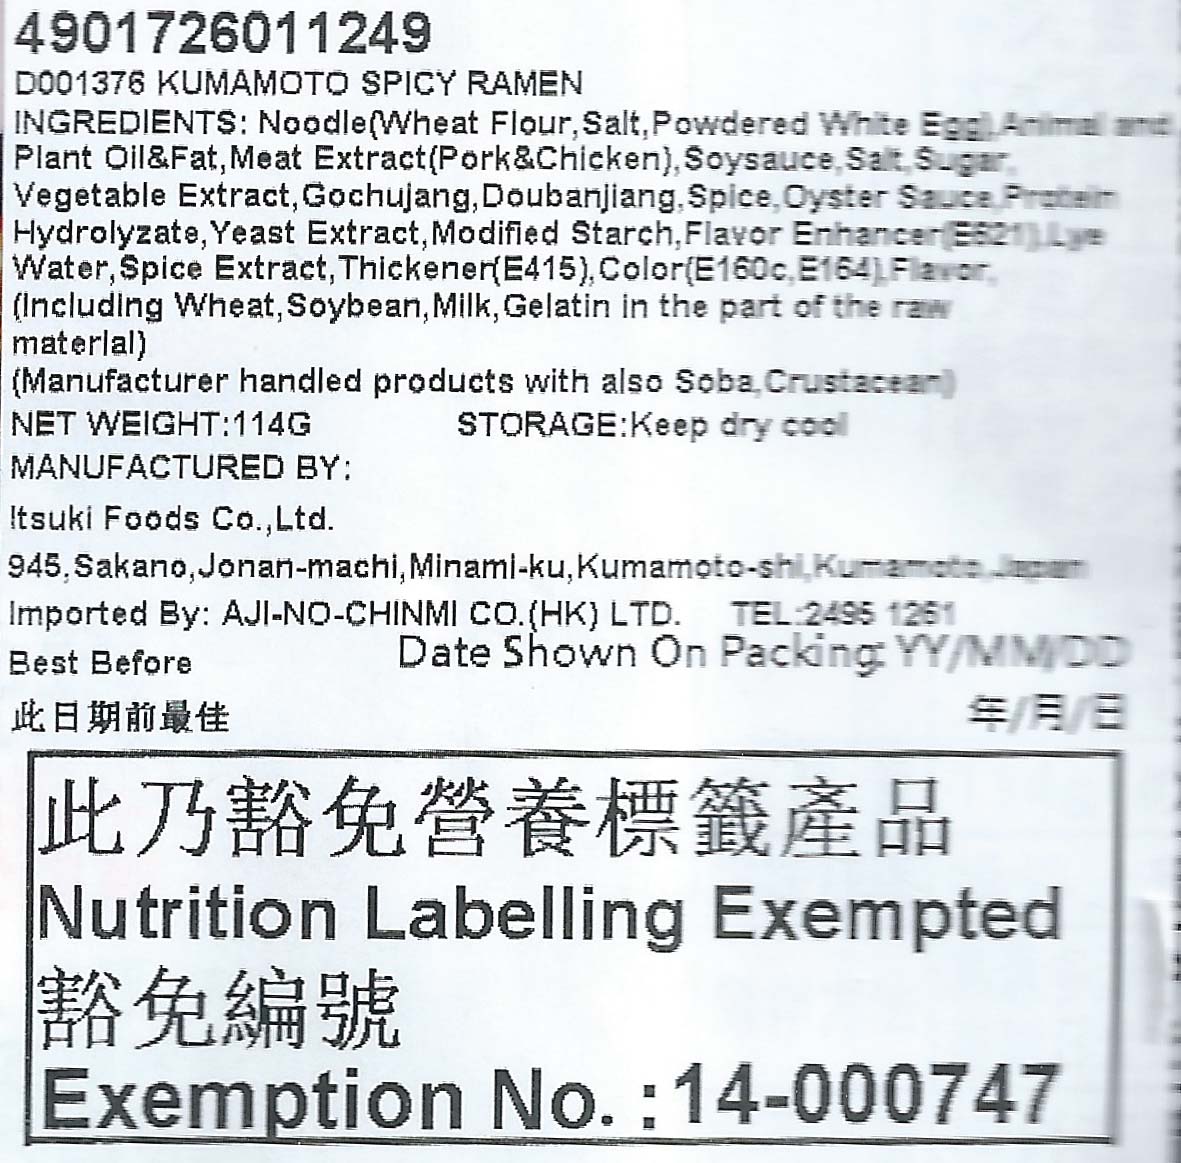 4901726011249
D001376 KUMAMOTO SPICY RAMEN
INGREDIENTS: Noodle(Wheat Flour,Salt,Powdered White Egg),Animal and
Plant Oil&Fat,Meat Extract(Pork&Chicken),Soysauce,Salt,Sugar,
Vegetable Extract,Gochujang,Doubanjiang,Spice,Oyster Sauce,Protein
Hydrolyzate,Yeast Extract,Modified Starch,Flavor Enhancer(E621),Lye
Water,Spice Extract,Thickener(E415),Color(E160c,E164),Flavor,
(Including Wheat,Soybean,Milk,Gelatin in the part of the raw
material)
(Manufacturer handled products with also Soba,Crustacean)
NET WEIGHT:114G STORAGE:Keep dry cool
MANUFACTURED BY:
Itsuki Foods Co.,Ltd.
945,Sakano,Jonan-machi,Minami-ku,Kumamoto-shi,Kumamoto,Japan
Imported By: AJI-NO-CHINMI CO.(HK) LTD. TEL:2495 1261
Best Before Date Shown On Packing: YY/MM/DD
此日期前最佳 年/月/日
此乃豁免營養標籤產品
Nutrition Labelling Exempted
豁免編號
Exemption No. :14-000747